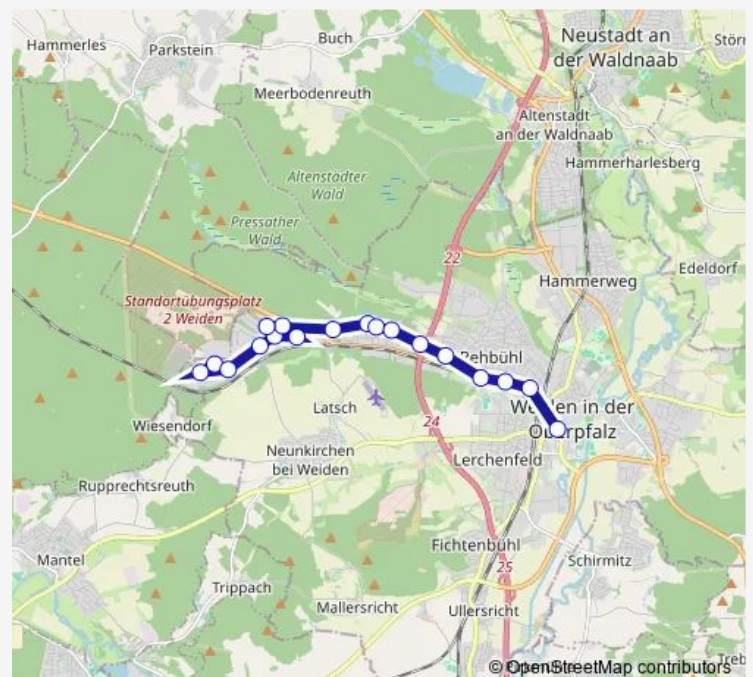 Hammerles
Parkstein
Buch
Neustadt an
der Waldnaab
Meerbodenreuth
Altenstadt
an der Waldnaab
Hammerharlesberg
Altenstädter
Wald
Pressather
Wald
22
Edeldorf
Hammerweg
Standortübungsplatz
2 Weiden
Rehbühl
Latsch
Wiesendorf
24
Weiden in der
Oberpfalz
Neunkirchen
bei Weiden
Lerchenfeld
Rupprechtsreuth
Fichtenbühl
Mantel
25
Schirmitz
Trippach
Mallersricht
Ullersricht
© OpenStreetMap contributors